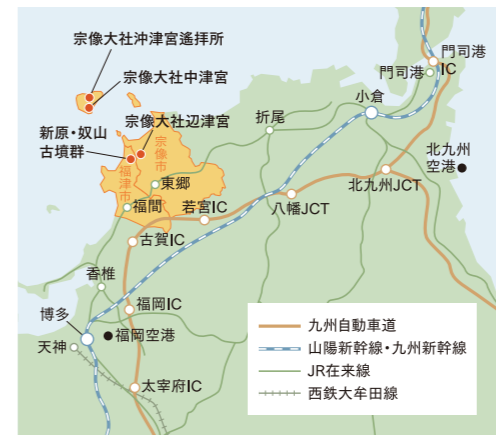 宗像大社沖津宮遙拝所
宗像大社中津宮
新原・奴山
古墳群
宗像大社辺津宮
宗像市
福津市
東郷
福間
若宮IC
古賀IC
香椎
福岡IC
博多
福岡空港
天神
太宰府IC
折尾
小倉
門司港
門司港
IC
北九州
空港
北九州JCT
八幡JCT
九州自動車道
山陽新幹線・九州新幹線
JR在来線
西鉄大牟田線